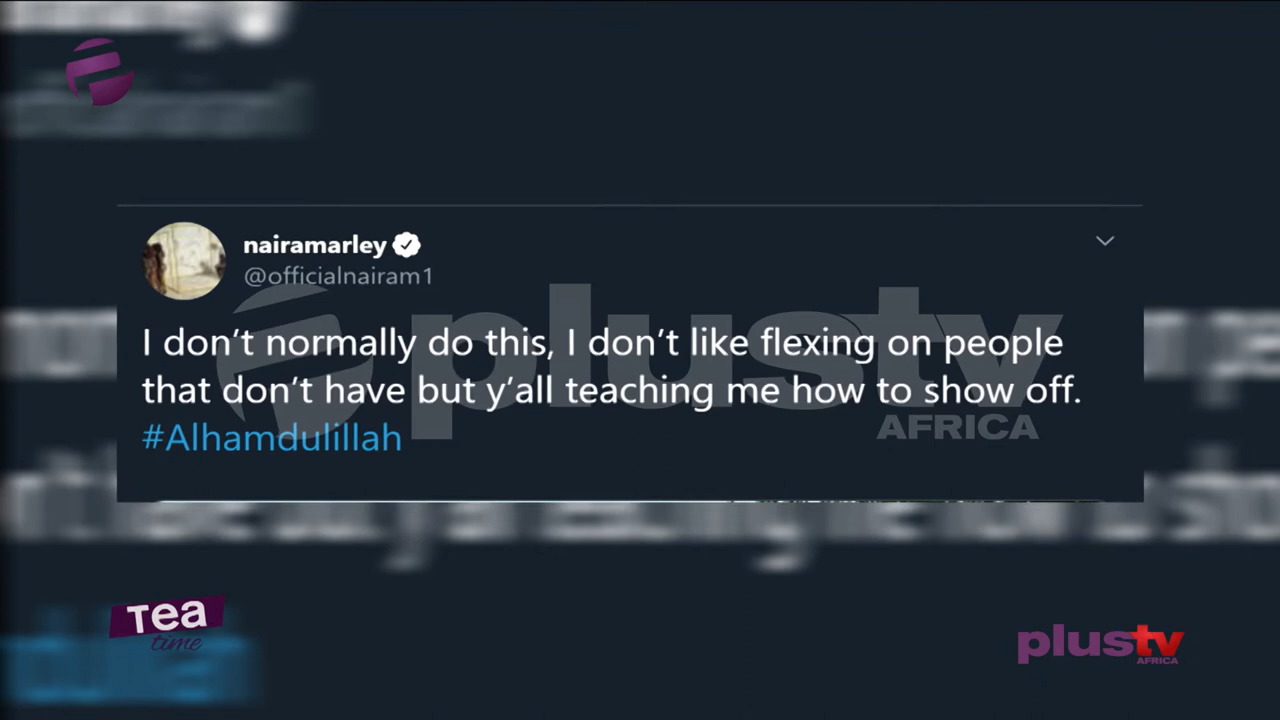 nairamarley
@officialnairam1
I don't normally do this, I don't like flexing on people
that don't have but y'all teaching me how to show off.
#Alhamdulillah
plustv
AFRICA
Tea
time
plustv
AFRICA